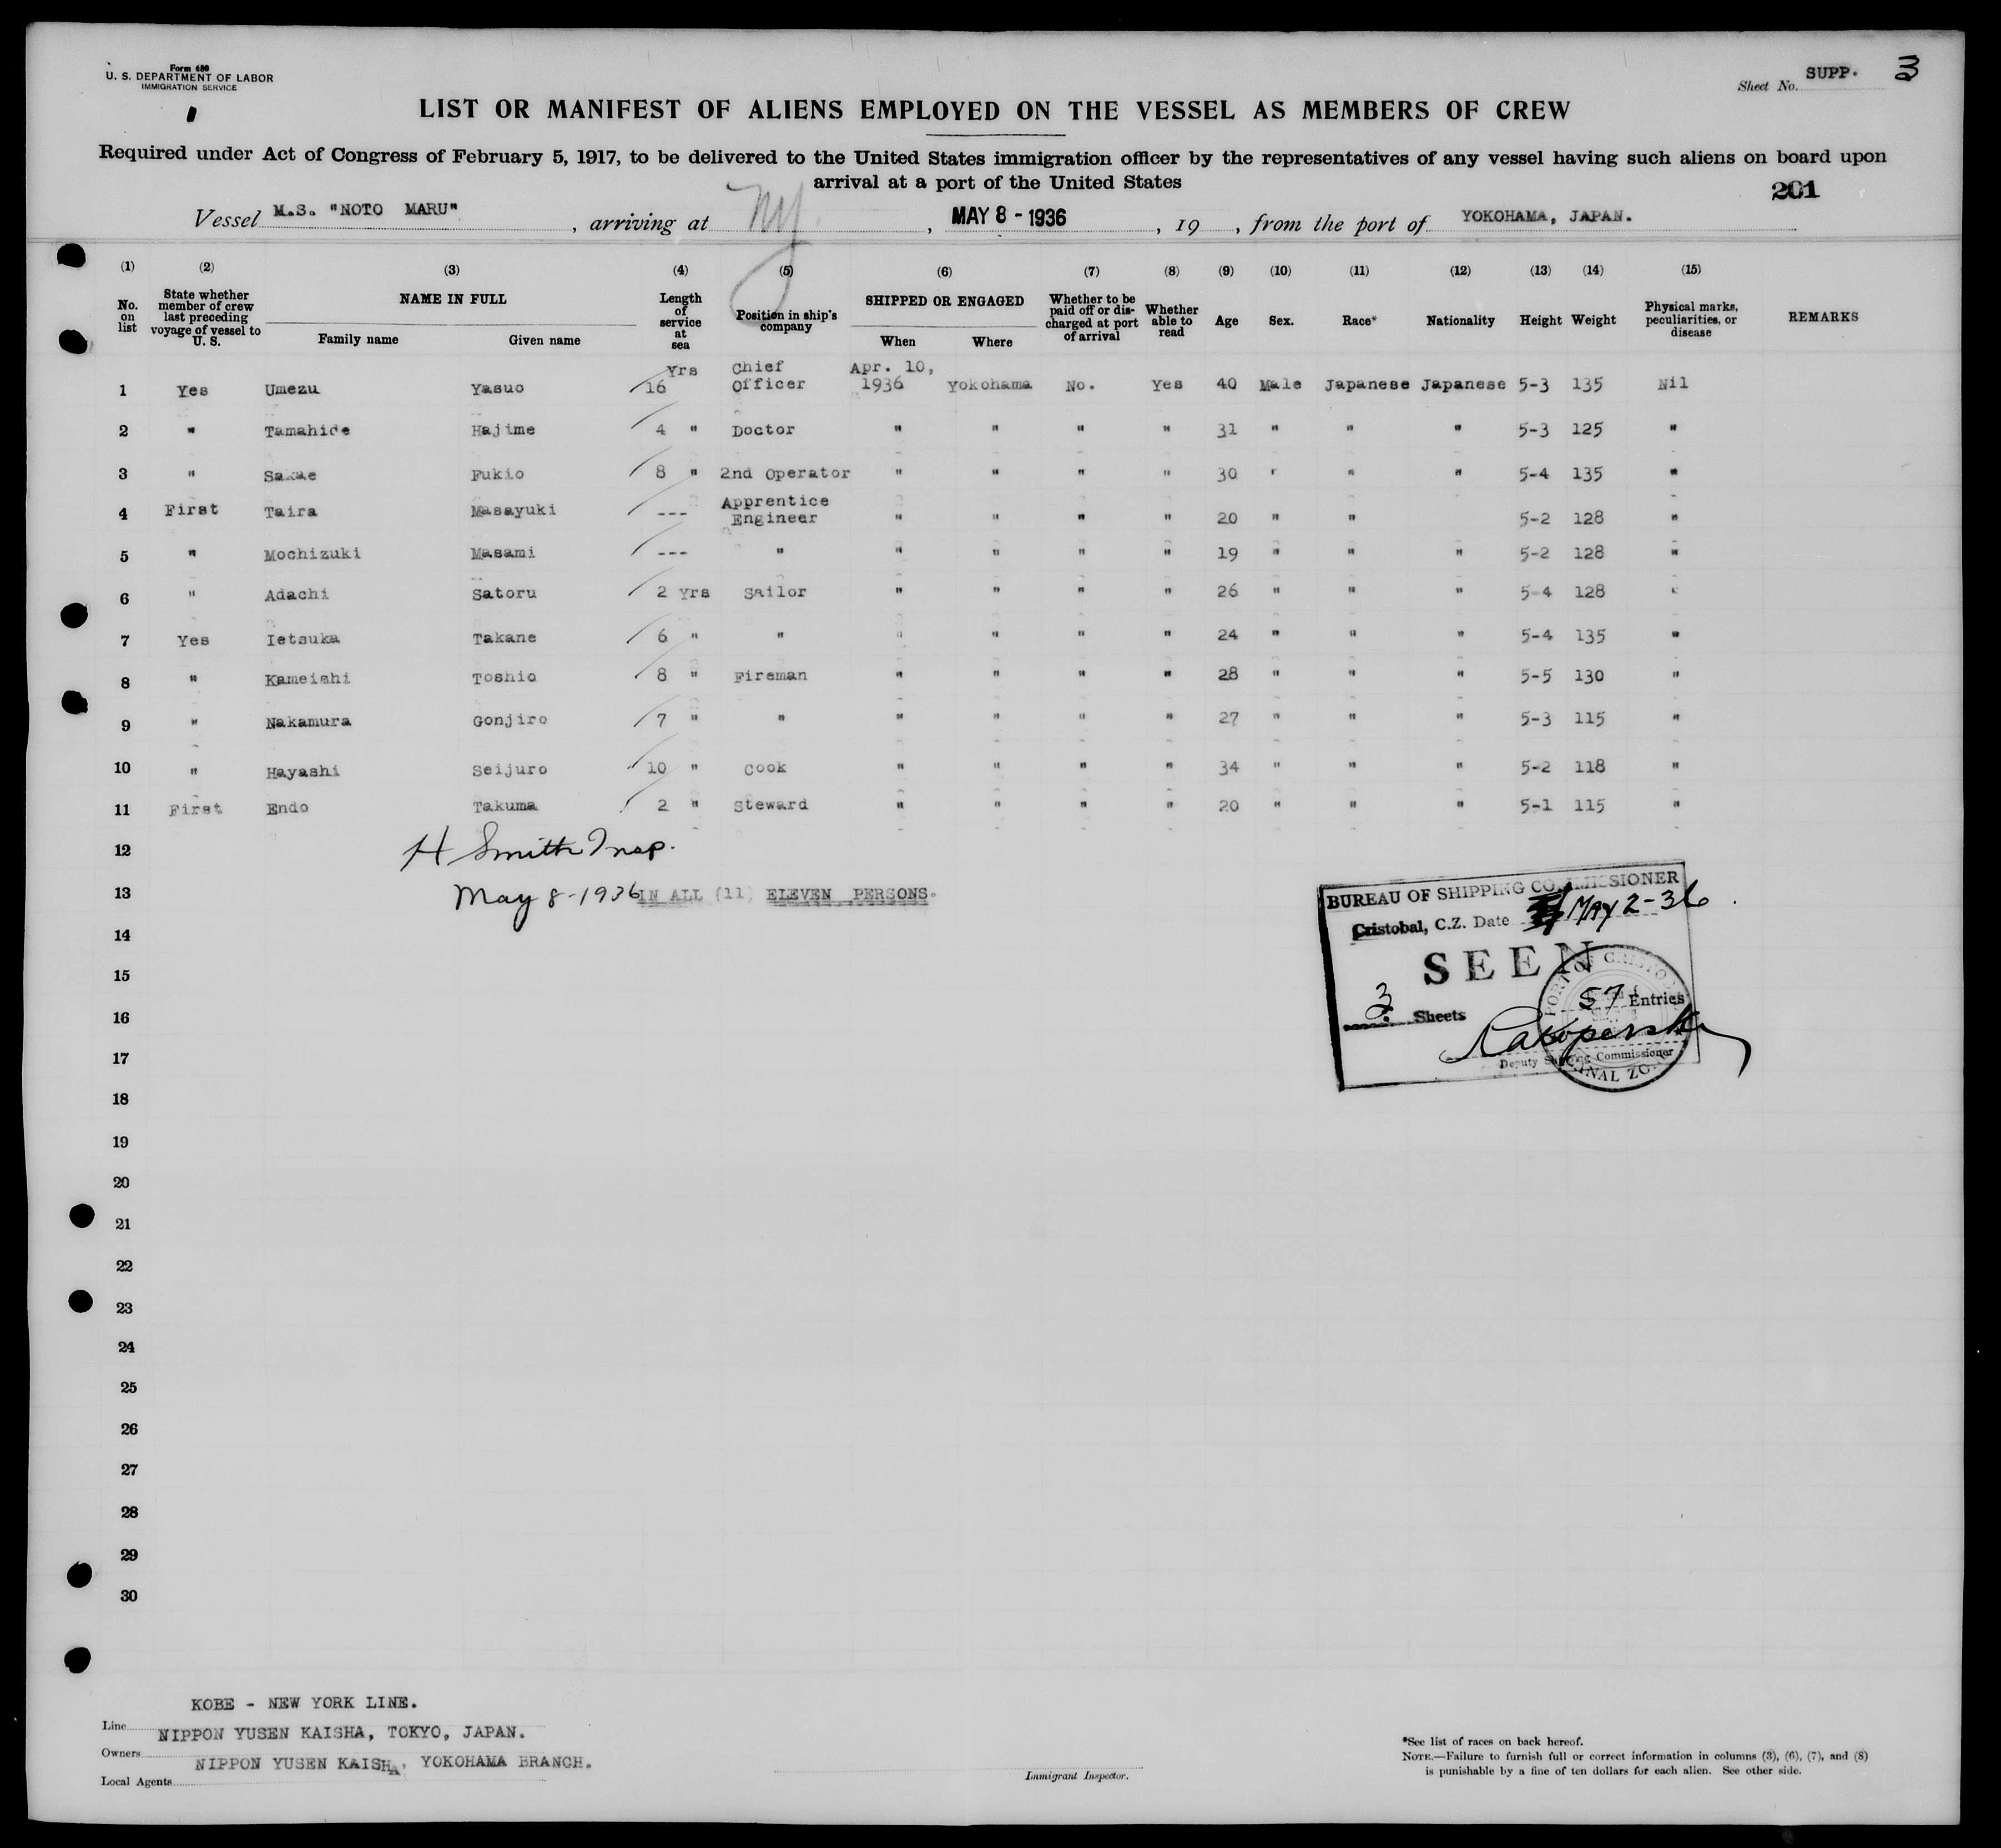 Form 680
U. S. DEPARTMENT OF LABOR
IMMIGRATION SERVICE
Sheet No. SUPP. 3
LIST OR MANIFEST OF ALIENS EMPLOYED ON THE VESSEL AS MEMBERS OF CREW
Required under Act of Congress of February 5, 1917, to be delivered to the United States immigration officer by the representatives of any vessel having such aliens on board upon
arrival at a port of the United States
201
Vessel M.S. "NOTO MARU", arriving at NY, MAY 8 - 1936, 19 , from the port of YOKOHAMA, JAPAN.
(1) (2) (3) (4) (5) (6) (7) (8) (9) (10) (11) (12) (13) (14) (15)
No. on list
State whether member of crew last preceding voyage of vessel to U. S.
NAME IN FULL
Family name Given name
Length of service at sea
Position in ship's company
SHIPPED OR ENGAGED
When Where
Whether to be paid off or discharged at port of arrival
Whether able to read
Age Sex. Race* Nationality Height Weight
Physical marks, peculiarities, or disease
REMARKS
1 Yes Umezu Yasuo 16 Yrs Chief Officer Apr. 10, 1936 Yokohama No. Yes 40 Male Japanese Japanese 5-3 135 Nil
2 " Tamahide Hajime 4 " Doctor " " " " 31 " " " 5-3 125 "
3 " Sakae Fukio 8 " 2nd Operator " " " " 30 " " " 5-4 135 "
4 First Taira Masayuki --- Apprentice Engineer " " " " 20 " " 5-2 128 "
5 " Mochizuki Masami --- " " " " " 19 " " " 5-2 128 "
6 " Adachi Satoru 2 Yrs Sailor " " " " 26 " " " 5-4 128 "
7 Yes Ietsuka Takane 6 " " " " " " 24 " " " 5-4 135 "
8 " Kameishi Toshio 8 " Fireman " " " " 28 " " " 5-5 130 "
9 " Nakamura Gonjiro 7 " " " " " " 27 " " " 5-3 115 "
10 " Hayashi Seijuro 10 " Cook " " " " 34 " " " 5-2 118 "
11 First Endo Takuma 2 " Steward " " " " 20 " " " 5-1 115 "
12 H Smith Insp.
13 May 8-1936 IN ALL (11) ELEVEN PERSONS.
14
15
16
17
18
19
20
21
22
23
24
25
26
27
28
29
30
BUREAU OF SHIPPING COMMISSIONER
Cristobal, C.Z. Date MAY 2-36
SEEN
3 Sheets 57 Entries
Deputy Shipping Commissioner
KOBE - NEW YORK LINE.
Line
NIPPON YUSEN KAISHA, TOKYO, JAPAN.
Owners
NIPPON YUSEN KAISHA, YOKOHAMA BRANCH.
Local Agents
Immigrant Inspector.
*See list of races on back hereof.
NOTE.—Failure to furnish full or correct information in columns (3), (6), (7), and (8)
is punishable by a fine of ten dollars for each alien. See other side.